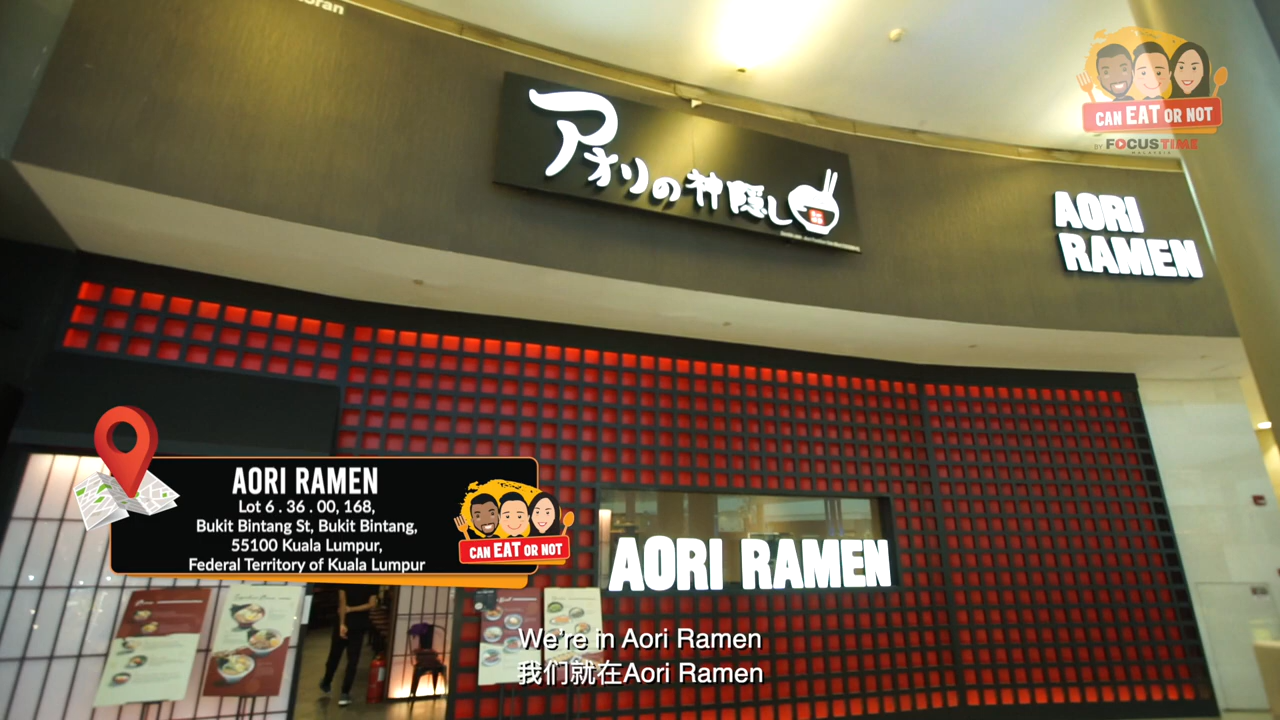 oran
アオリの神隠し
AORI
RAMEN
CAN EAT OR NOT
BY FOCUSTIME
MALAYSIA
AORI RAMEN
Lot 6 . 36 . 00, 168,
Bukit Bintang St, Bukit Bintang,
55100 Kuala Lumpur,
Federal Territory of Kuala Lumpur
CAN EAT OR NOT
AORI RAMEN
We're in Aori Ramen
我们就在Aori Ramen